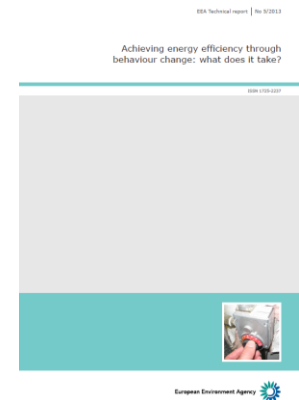 EEA Technical report | No 5/2013
Achieving energy efficiency through
behaviour change: what does it take?
ISSN 1725-2237
European Environment Agency